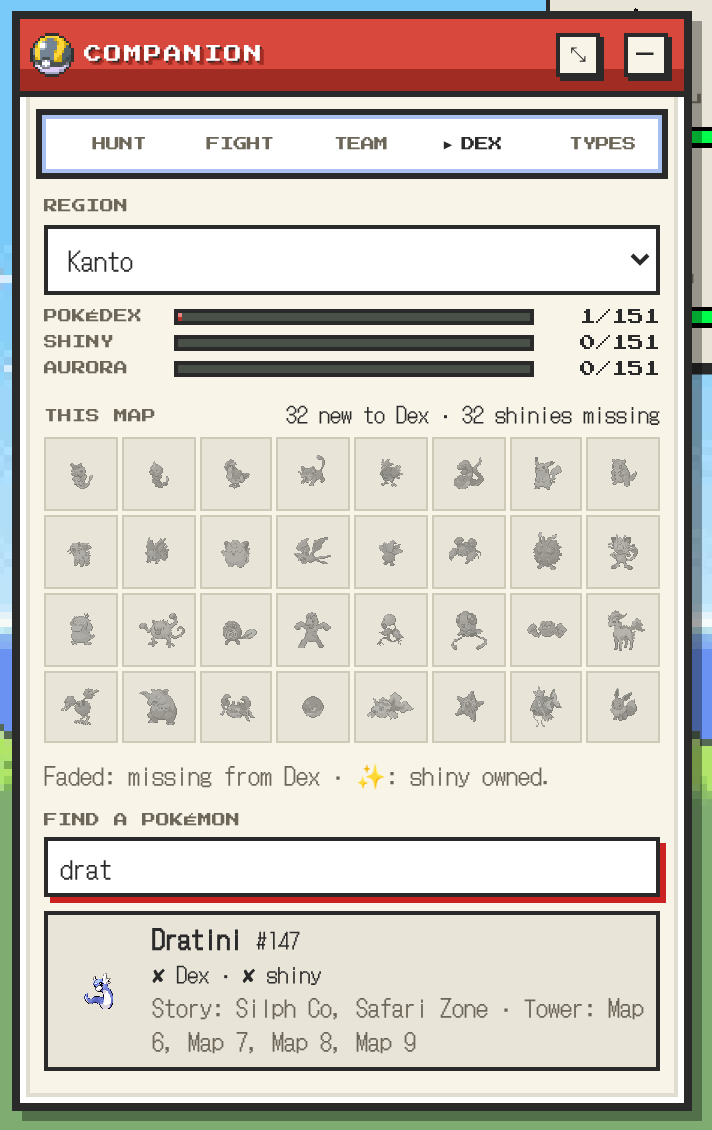 COMPANION
HUNT FIGHT TEAM ▸ DEX TYPES
REGION
Kanto
POKéDEX 1/151
SHINY 0/151
AURORA 0/151
THIS MAP 32 new to Dex · 32 shinies missing
Faded: missing from Dex · ✨: shiny owned.
FIND A POKéMON
drat
Dratini #147
✘ Dex · ✘ shiny
Story: Silph Co, Safari Zone · Tower: Map
6, Map 7, Map 8, Map 9